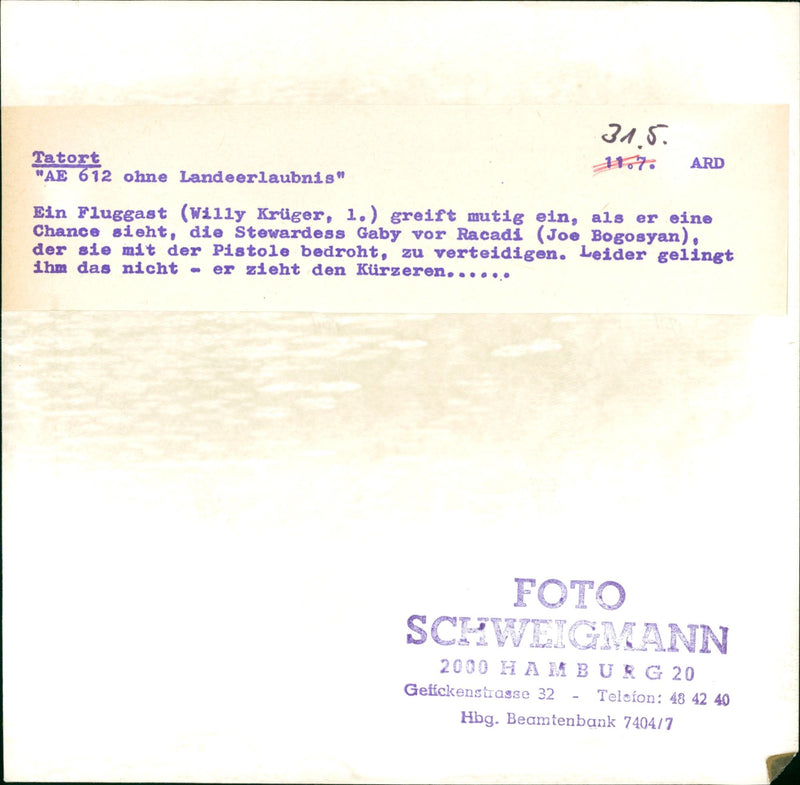 31.5.
Tatort 11.7. ARD
"AE 612 ohne Landeerlaubnis"
Ein Fluggast (Willy Krüger, l.) greift mutig ein, als er eine
Chance sieht, die Stewardess Gaby vor Racadi (Joe Bogosyan),
der sie mit der Pistole bedroht, zu verteidigen. Leider gelingt
ihm das nicht - er zieht den Kürzeren......
FOTO
SCHWEIGMANN
2000 HAMBURG 20
Geffckenstrasse 32 - Telefon: 48 42 40
Hbg. Beamtenbank 7404/7